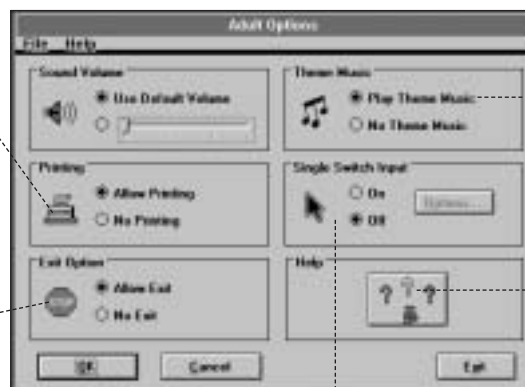 Adult Options
File Help
Sound Volume
Use Default Volume
Theme Music
Play Theme Music
No Theme Music
Printing
Allow Printing
No Printing
Single Switch Input
On
Off
Options...
Exit Option
Allow Exit
No Exit
Help
? ? ?
OK
Cancel
Exit